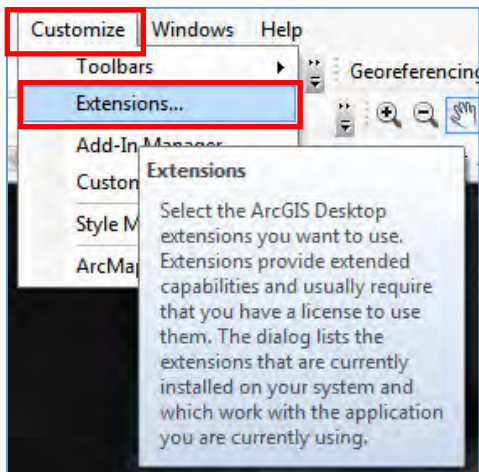 Customize Windows Help
Toolbars
Georeferencing
Extensions...
Add-In Manager
Extensions
Custom
Select the ArcGIS Desktop
Style M
extensions you want to use.
Extensions provide extended
ArcMap
capabilities and usually require
that you have a license to use
them. The dialog lists the
extensions that are currently
installed on your system and
which work with the application
you are currently using.